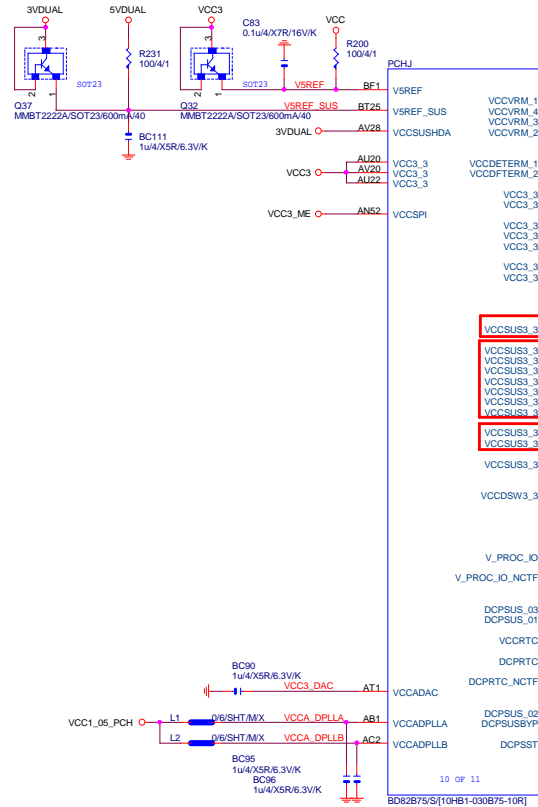 3VDUAL
5VDUAL
VCC3
C83
0.1u/4/X7R/16V/K
VCC
R231
100/4/1
R200
100/4/1
PCHJ
3
3
2
1
2
1
SOT23
SOT23
V5REF
BF1
V5REF
Q37
MMBT2222A/SOT23/600mA/40
Q32
MMBT2222A/SOT23/600mA/40
V5REF_SUS
BT25
V5REF_SUS
BC111
1u/4/X5R/6.3V/K
3VDUAL
AV28
VCCSUSHDA
VCC3
AU20
VCC3_3
AV20
VCC3_3
AU22
VCC3_3
VCC3_ME
AN52
VCCSPI
VCCVRM_1
VCCVRM_4
VCCVRM_3
VCCVRM_2
VCCDETERM_1
VCCDFTERM_2
VCC3_3
VCC3_3
VCC3_3
VCC3_3
VCC3_3
VCC3_3
VCC3_3
VCCSUS3_3
VCCSUS3_3
VCCSUS3_3
VCCSUS3_3
VCCSUS3_3
VCCSUS3_3
VCCSUS3_3
VCCSUS3_3
VCCSUS3_3
VCCSUS3_3
VCCSUS3_3
VCCDSW3_3
V_PROC_IO
V_PROC_IO_NCTF
DCPSUS_03
DCPSUS_01
VCCRTC
DCPRTC
DCPRTC_NCTF
DCPSUS_02
DCPSUSBYP
DCPSST
BC90
1u/4/X5R/6.3V/K
VCC3_DAC
AT1
VCCADAC
VCC1_05_PCH
L1
0/6/SHT/M/X
VCCA_DPLLA
AB1
VCCADPLLA
L2
0/6/SHT/M/X
VCCA_DPLLB
AC2
VCCADPLLB
BC95
1u/4/X5R/6.3V/K
BC96
1u/4/X5R/6.3V/K
10 OF 11
BD82B75/S/[10HB1-030B75-10R]